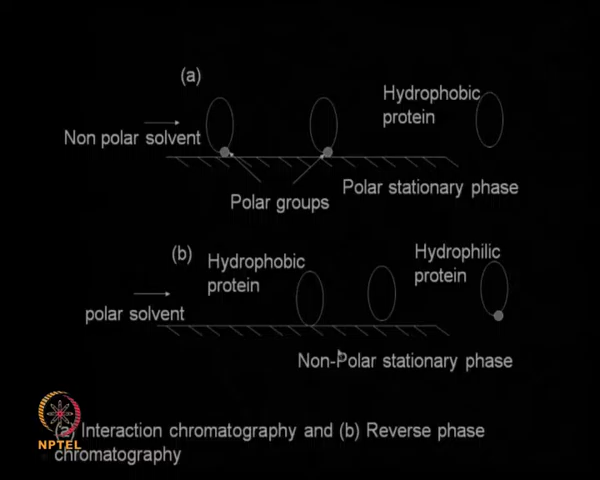 (a)
Hydrophobic
protein
Non polar solvent
Polar stationary phase
Polar groups
(b)
Hydrophobic
protein
Hydrophilic
protein
polar solvent
Non-Polar stationary phase
(a) Interaction chromatography and (b) Reverse phase
chromatography
NPTEL